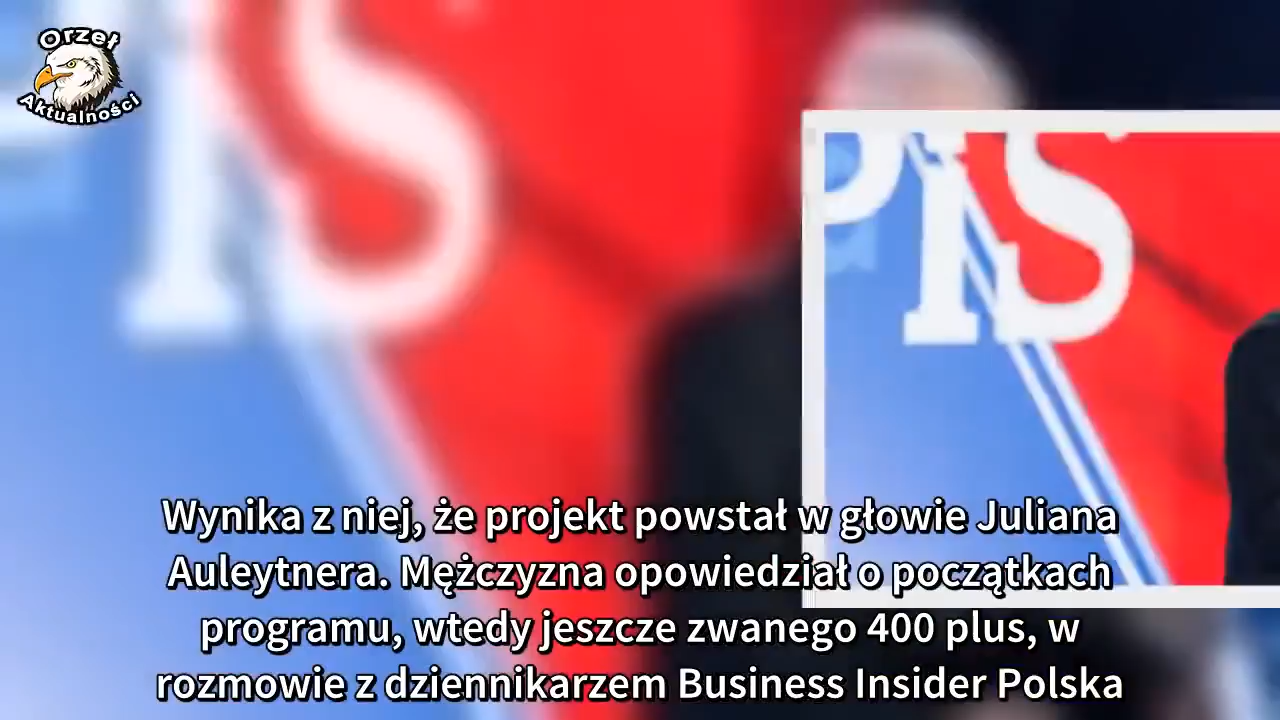 Orzeł
Aktualności
PiS
PiS
Wynika z niej, że projekt powstał w głowie Juliana
Auleytnera. Mężczyzna opowiedział o początkach
programu, wtedy jeszcze zwanego 400 plus, w
rozmowie z dziennikarzem Business Insider Polska